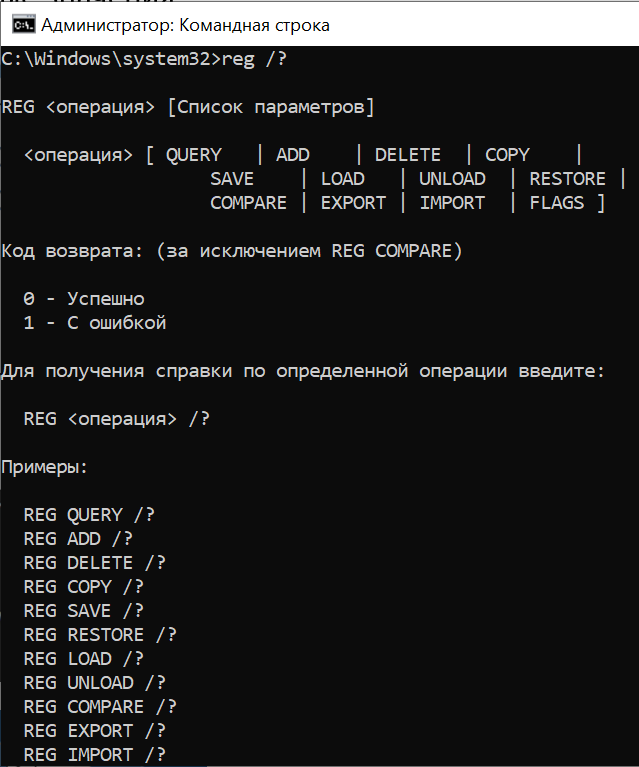 Администратор: Командная строка
C:\Windows\system32>reg /?
REG <операция> [Список параметров]
<операция> [ QUERY | ADD | DELETE | COPY |
SAVE | LOAD | UNLOAD | RESTORE |
COMPARE | EXPORT | IMPORT | FLAGS ]
Код возврата: (за исключением REG COMPARE)
0 - Успешно
1 - С ошибкой
Для получения справки по определенной операции введите:
REG <операция> /?
Примеры:
REG QUERY /?
REG ADD /?
REG DELETE /?
REG COPY /?
REG SAVE /?
REG RESTORE /?
REG LOAD /?
REG UNLOAD /?
REG COMPARE /?
REG EXPORT /?
REG IMPORT /?